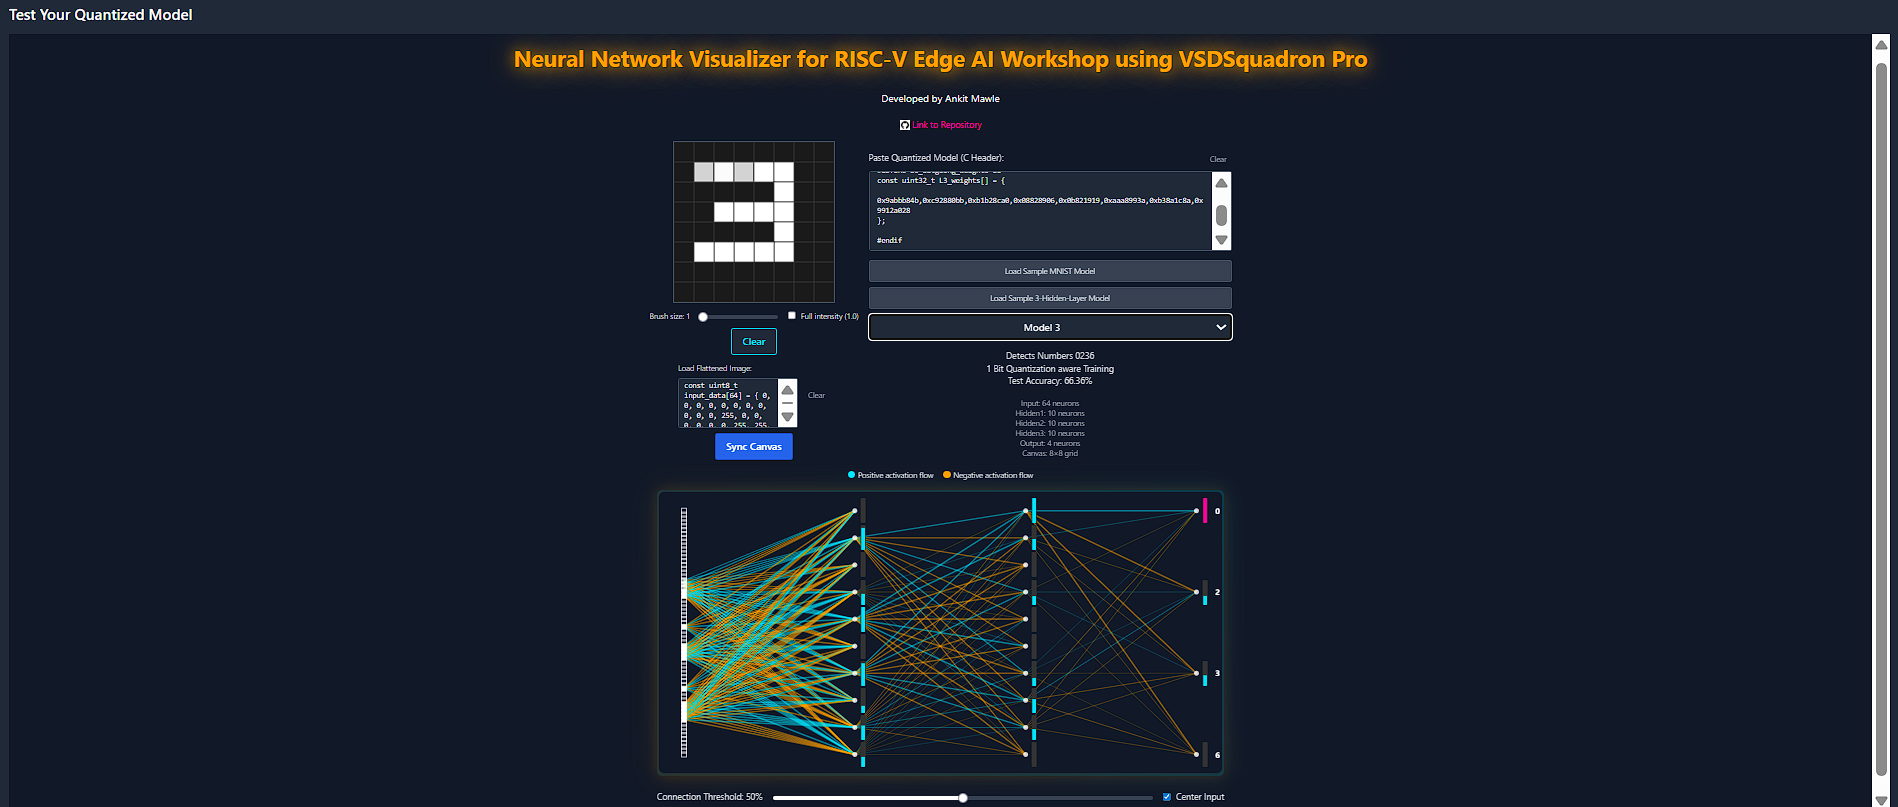 Test Your Quantized Model
Neural Network Visualizer for RISC-V Edge AI Workshop using VSDSquadron Pro
Developed by Ankit Mawle
Link to Repository
Paste Quantized Model (C Header):
Clear
const uint32_t L3_weights[] = {
0x9abbb84b,0xc92880bb,0xb1b28ca0,0x08828906,0x0b821919,0xaaa8993a,0xb38a1c8a,0x
9912a028
};
#endif
Load Sample MNIST Model
Load Sample 3-Hidden-Layer Model
Brush size: 1
Full intensity (1.0)
Model 3
Clear
Detects Numbers 0236
1 Bit Quantization aware Training
Test Accuracy: 66.36%
Load Flattened Image:
const uint8_t
input_data[64] = { 0,
0, 0, 0, 0, 0, 0, 0,
0, 0, 0, 255, 0, 0,
0, 0, 0, 0, 255, 255,
Clear
Input: 64 neurons
Hidden1: 10 neurons
Hidden2: 10 neurons
Hidden3: 10 neurons
Output: 4 neurons
Canvas: 8×8 grid
Sync Canvas
Positive activation flow
Negative activation flow
0
2
3
6
Connection Threshold: 50%
Center Input